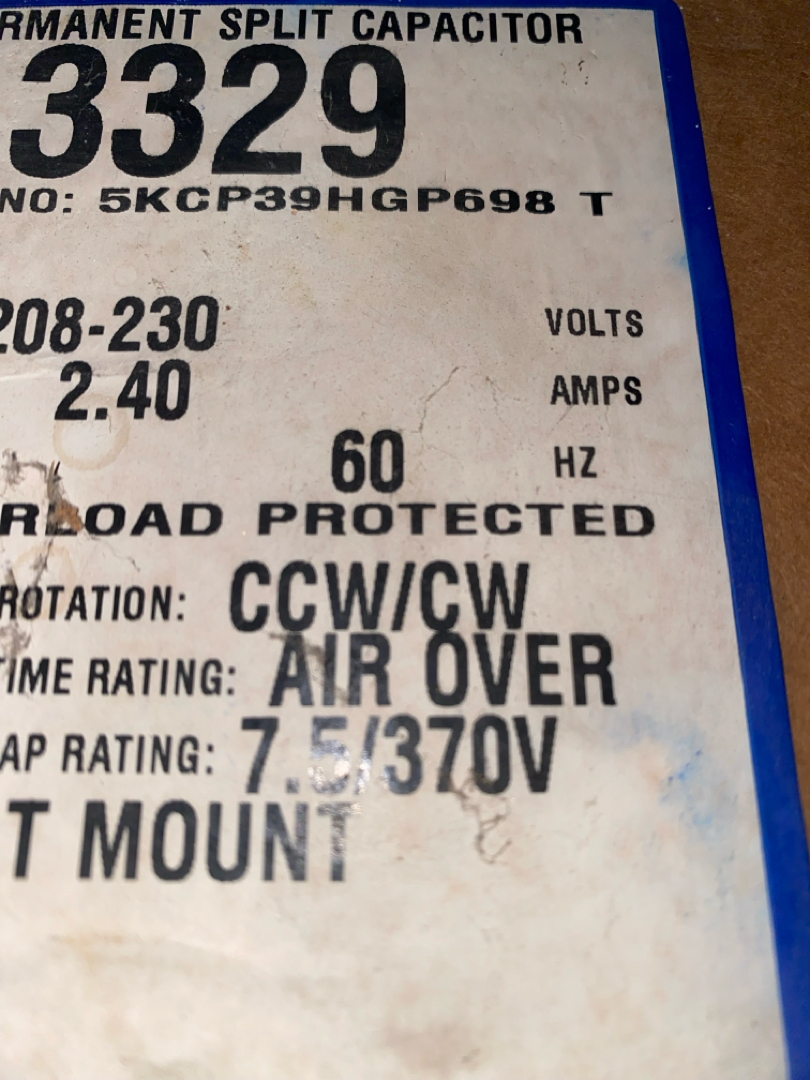 RMANENT SPLIT CAPACITOR
3329
NO: 5KCP39HGP698 T
208-230 VOLTS
2.40 AMPS
60 HZ
RLOAD PROTECTED
ROTATION: CCW/CW
TIME RATING: AIR OVER
AP RATING: 7.5/370V
T MOUNT